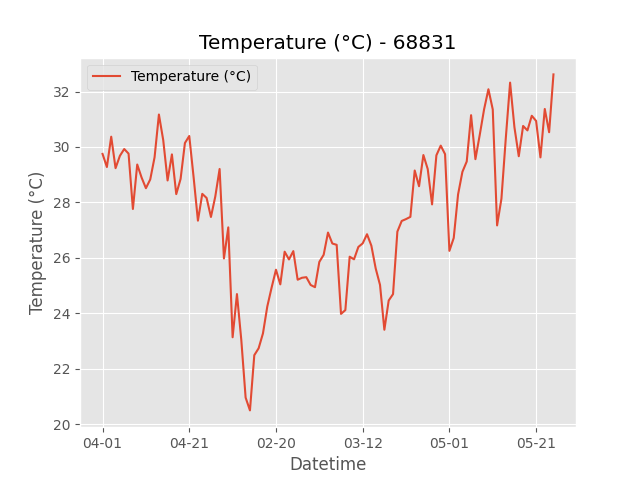 Temperature (°C) - 68831
Temperature (°C)
Temperature (°C)
32
30
28
26
24
22
20
04-01 04-21 02-20 03-12 05-01 05-21
Datetime